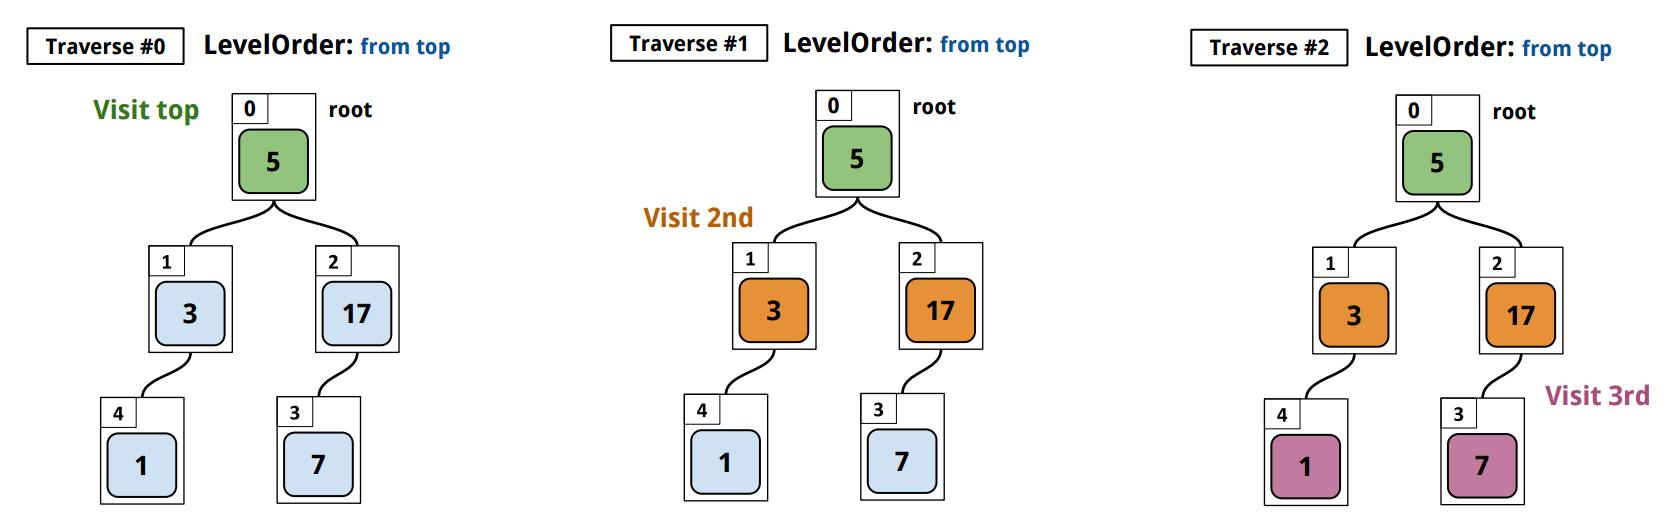 Traverse #0 LevelOrder: from top
Visit top
0 root
5
1 2
3 17
4 3
1 7
Traverse #1 LevelOrder: from top
0 root
5
Visit 2nd
1 2
3 17
4 3
1 7
Traverse #2 LevelOrder: from top
0 root
5
1 2
3 17
Visit 3rd
4 3
1 7